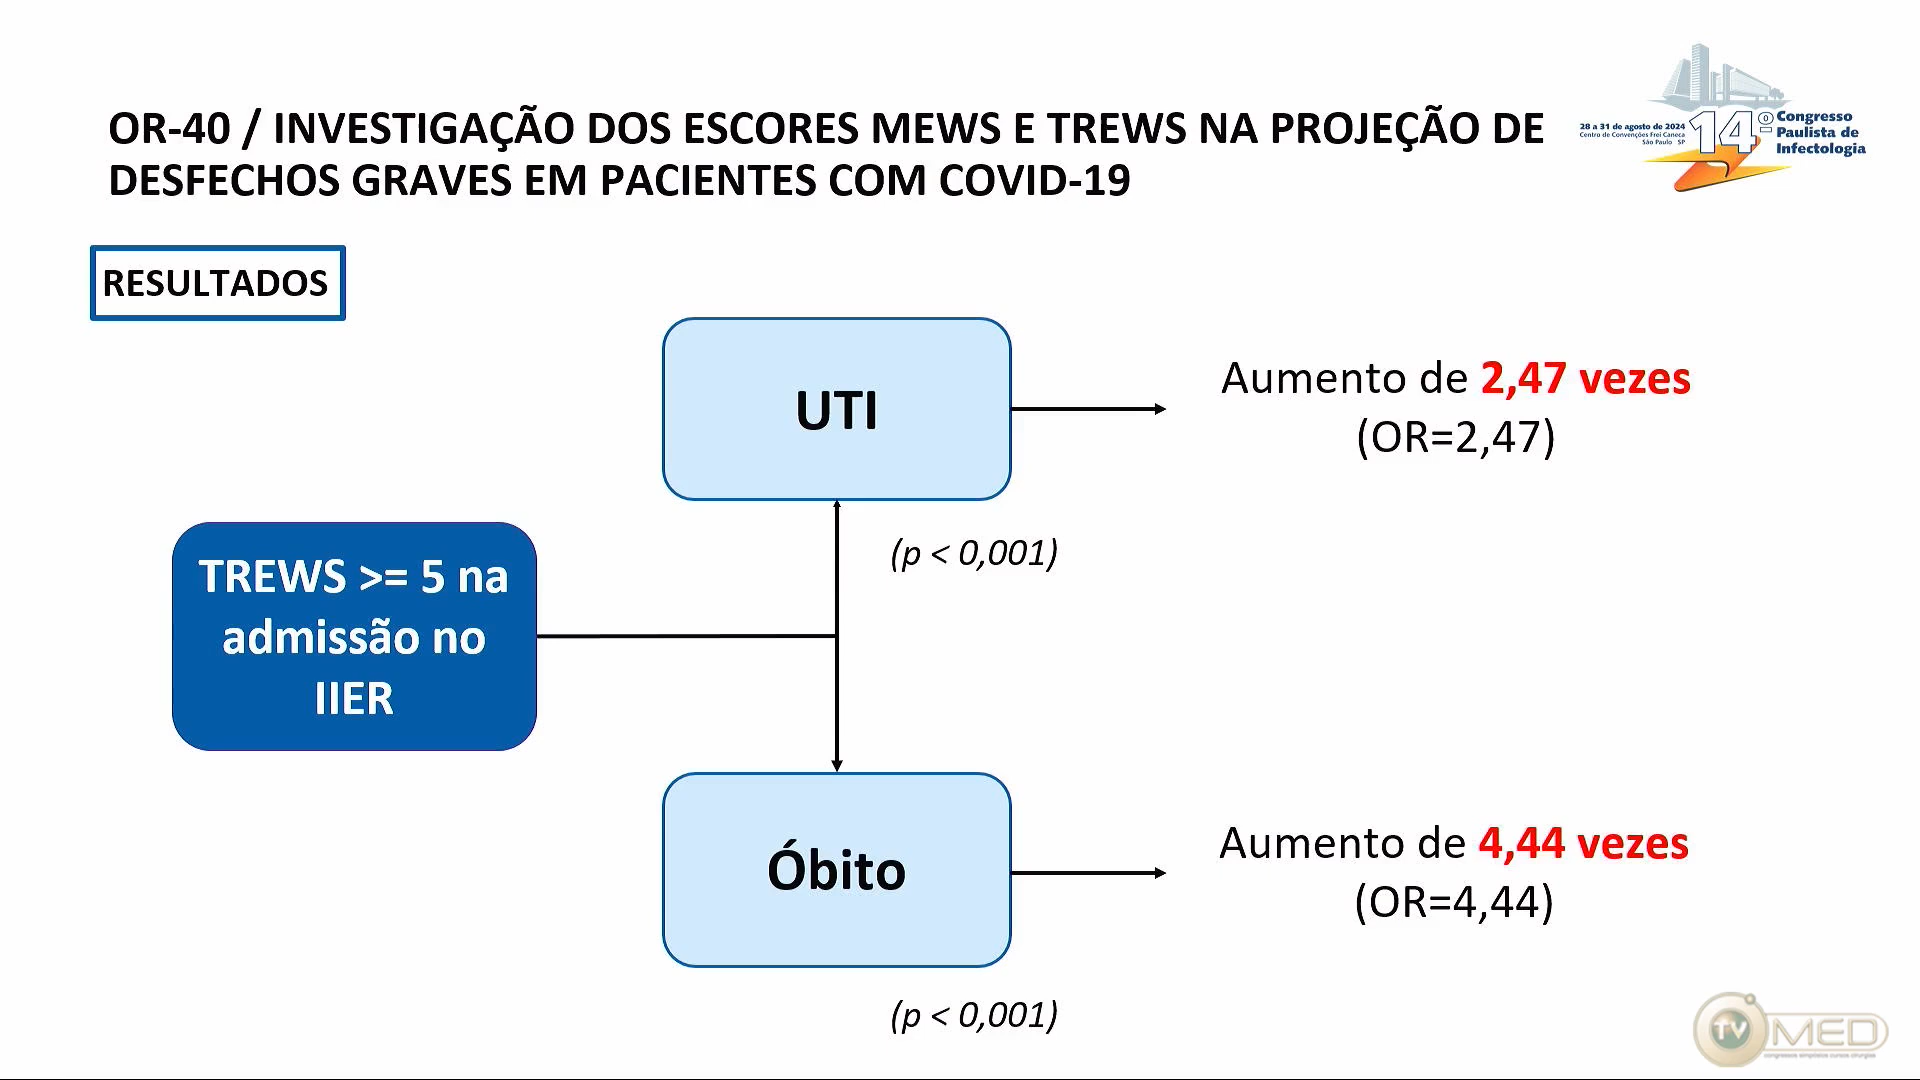 OR-40 / INVESTIGAÇÃO DOS ESCORES MEWS E TREWS NA PROJEÇÃO DE
DESFECHOS GRAVES EM PACIENTES COM COVID-19
28 a 31 de agosto de 2024
Centro de Convenções Frei Caneca
São Paulo SP
14º
Congresso
Paulista de
Infectologia
RESULTADOS
UTI
Aumento de 2,47 vezes
(OR=2,47)
(p < 0,001)
TREWS >= 5 na
admissão no
IIER
Óbito
Aumento de 4,44 vezes
(OR=4,44)
(p < 0,001)
TV MED